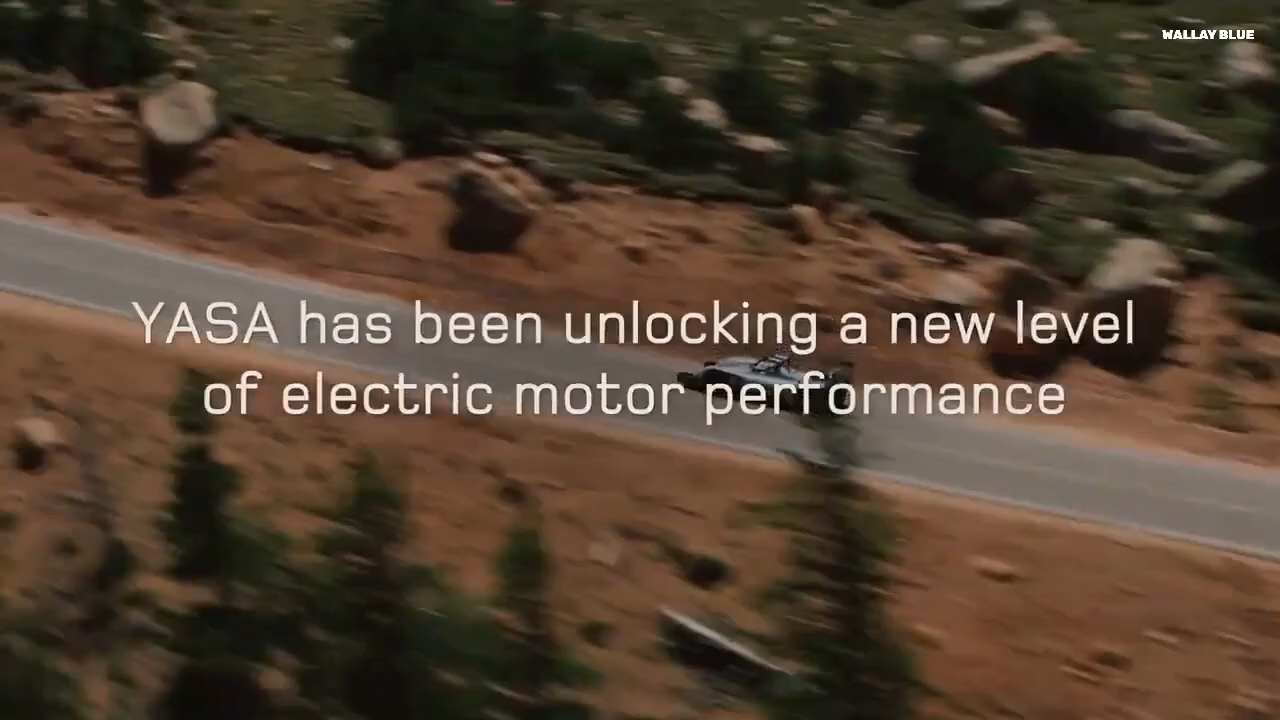 WALLAY BLUE
YASA has been unlocking a new level
of electric motor performance